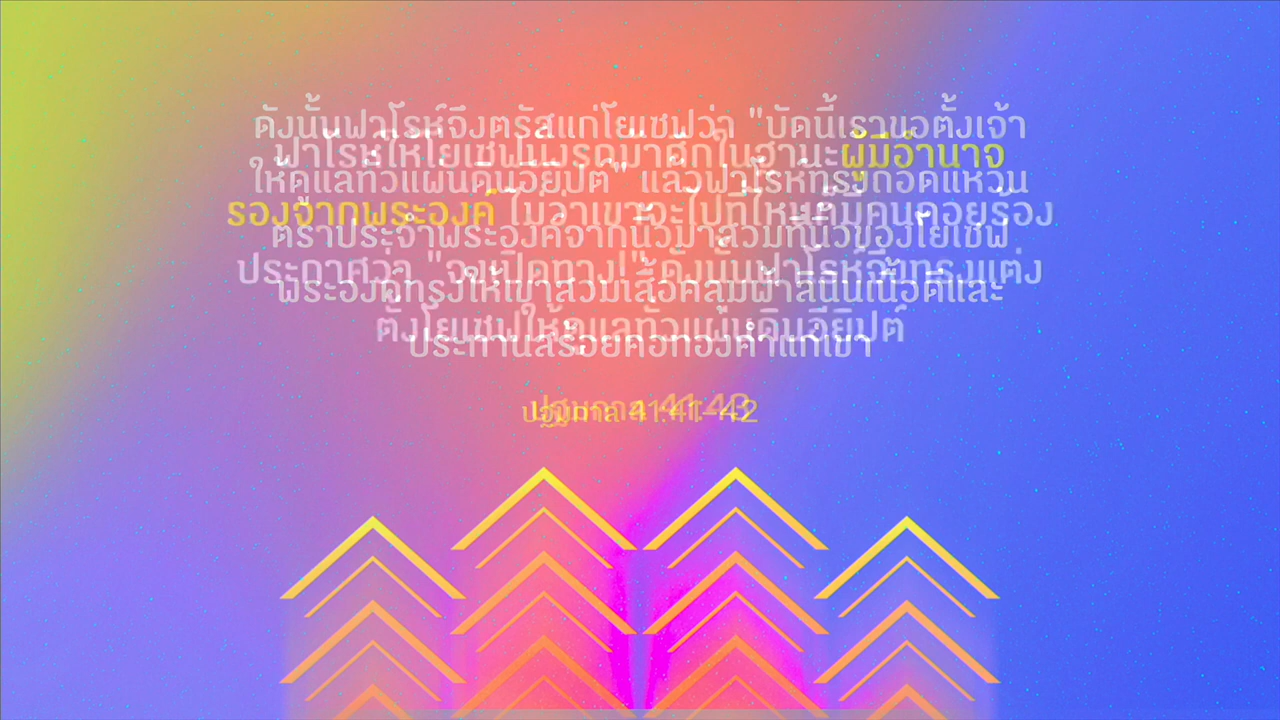 ดังนั้นฟาโรห์จึงตรัสแก่โยเซฟว่า "บัดนี้เราขอตั้งเจ้า
ให้ดูแลทั่วแผ่นดินอียิปต์" แล้วฟาโรห์ทรงถอดแหวน
ตราประจำพระองค์จากนิ้วมาสวมที่นิ้วของโยเซฟ
พระองค์ทรงให้เขาสวมเสื้อคลุมผ้าลินินเนื้อดีและ
ประทานสร้อยคอทองคำแก่เขา
ปฐมกาล 41:41–42
ฟาโรห์ให้โยเซฟนั่งรถม้าศึกในฐานะผู้มีอำนาจ
รองจากพระองค์ ไม่ว่าเขาจะไปที่ไหนก็มีคนคอยร้อง
ประกาศว่า "จงเปิดทาง!" ดังนั้นฟาโรห์จึงทรงแต่ง
ตั้งโยเซฟให้ดูแลทั่วแผ่นดินอียิปต์
ปฐมกาล 41:43